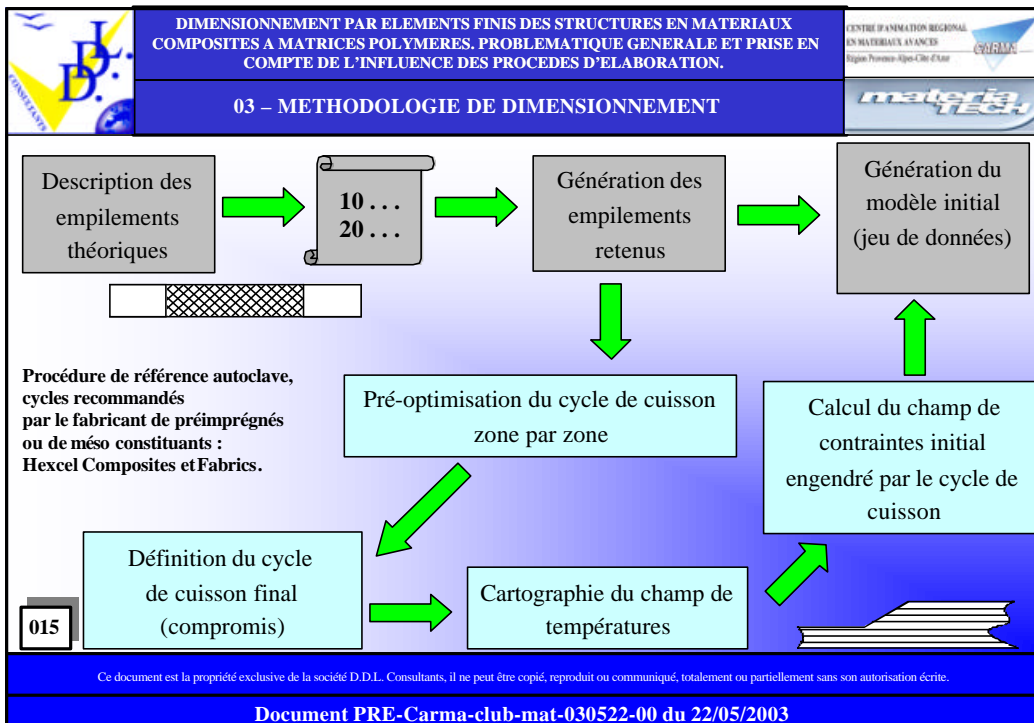 D.D.L.
CONSULTANTS
DIMENSIONNEMENT PAR ELEMENTS FINIS DES STRUCTURES EN MATERIAUX
COMPOSITES A MATRICES POLYMERES. PROBLEMATIQUE GENERALE ET PRISE EN
COMPTE DE L'INFLUENCE DES PROCEDES D'ELABORATION.
03 – METHODOLOGIE DE DIMENSIONNEMENT
CENTRE D'ANIMATION REGIONAL
EN MATERIAUX AVANCES
Région Provence-Alpes-Côte d'Azur
CARMA
materia
TECH
Description des
empilements
théoriques
10 . . .
20 . . .
Génération des
empilements
retenus
Génération du
modèle initial
(jeu de données)
Procédure de référence autoclave,
cycles recommandés
par le fabricant de préimprégnés
ou de méso constituants :
Hexcel Composites et Fabrics.
Pré-optimisation du cycle de cuisson
zone par zone
Calcul du champ de
contraintes initial
engendré par le cycle de
cuisson
Définition du cycle
de cuisson final
(compromis)
Cartographie du champ de
températures
015
Ce document est la propriété exclusive de la société D.D.L. Consultants, il ne peut être copié, reproduit ou communiqué, totalement ou partiellement sans son autorisation écrite.
Document PRE-Carma-club-mat-030522-00 du 22/05/2003